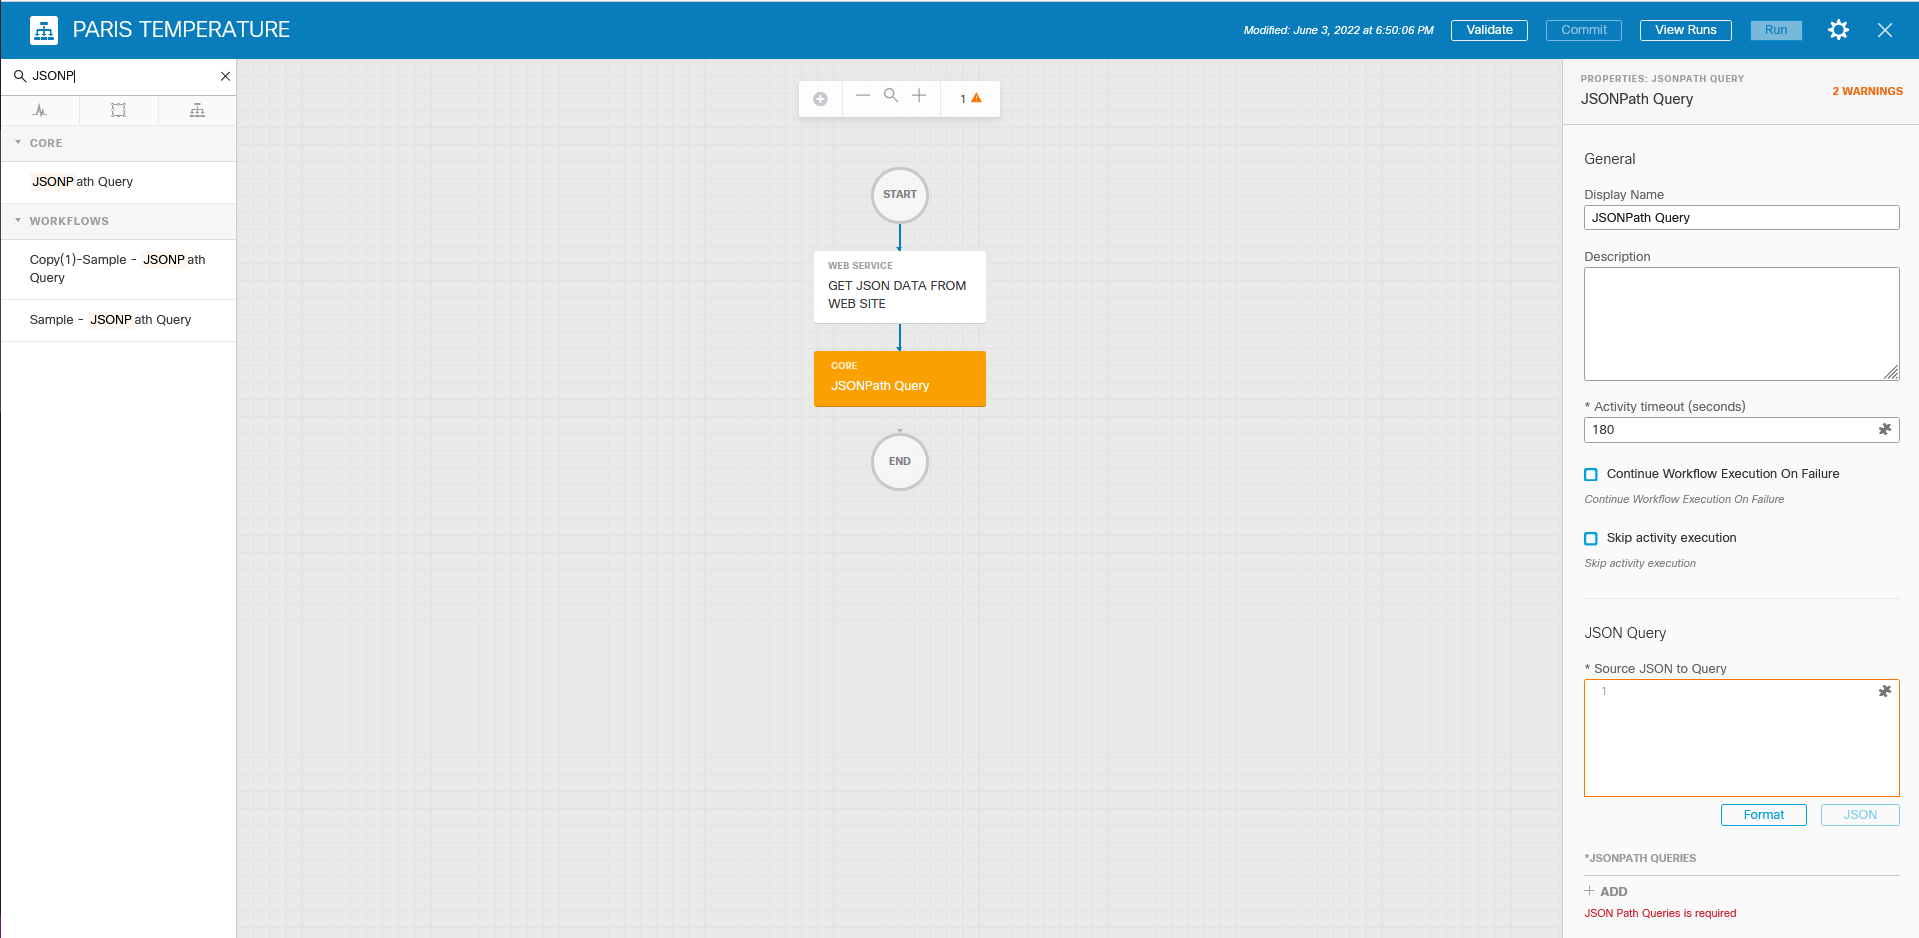 PARIS TEMPERATURE
Modified: June 3, 2022 at 6:50:06 PM
Validate
Commit
View Runs
Run
JSONP
CORE
JSONPath Query
WORKFLOWS
Copy(1)-Sample - JSONPath
Query
Sample - JSONPath Query
1
START
WEB SERVICE
GET JSON DATA FROM
WEB SITE
CORE
JSONPath Query
END
PROPERTIES: JSONPATH QUERY
JSONPath Query
2 WARNINGS
General
Display Name
JSONPath Query
Description
* Activity timeout (seconds)
180
Continue Workflow Execution On Failure
Continue Workflow Execution On Failure
Skip activity execution
Skip activity execution
JSON Query
* Source JSON to Query
1
Format
JSON
*JSONPATH QUERIES
+ ADD
JSON Path Queries is required